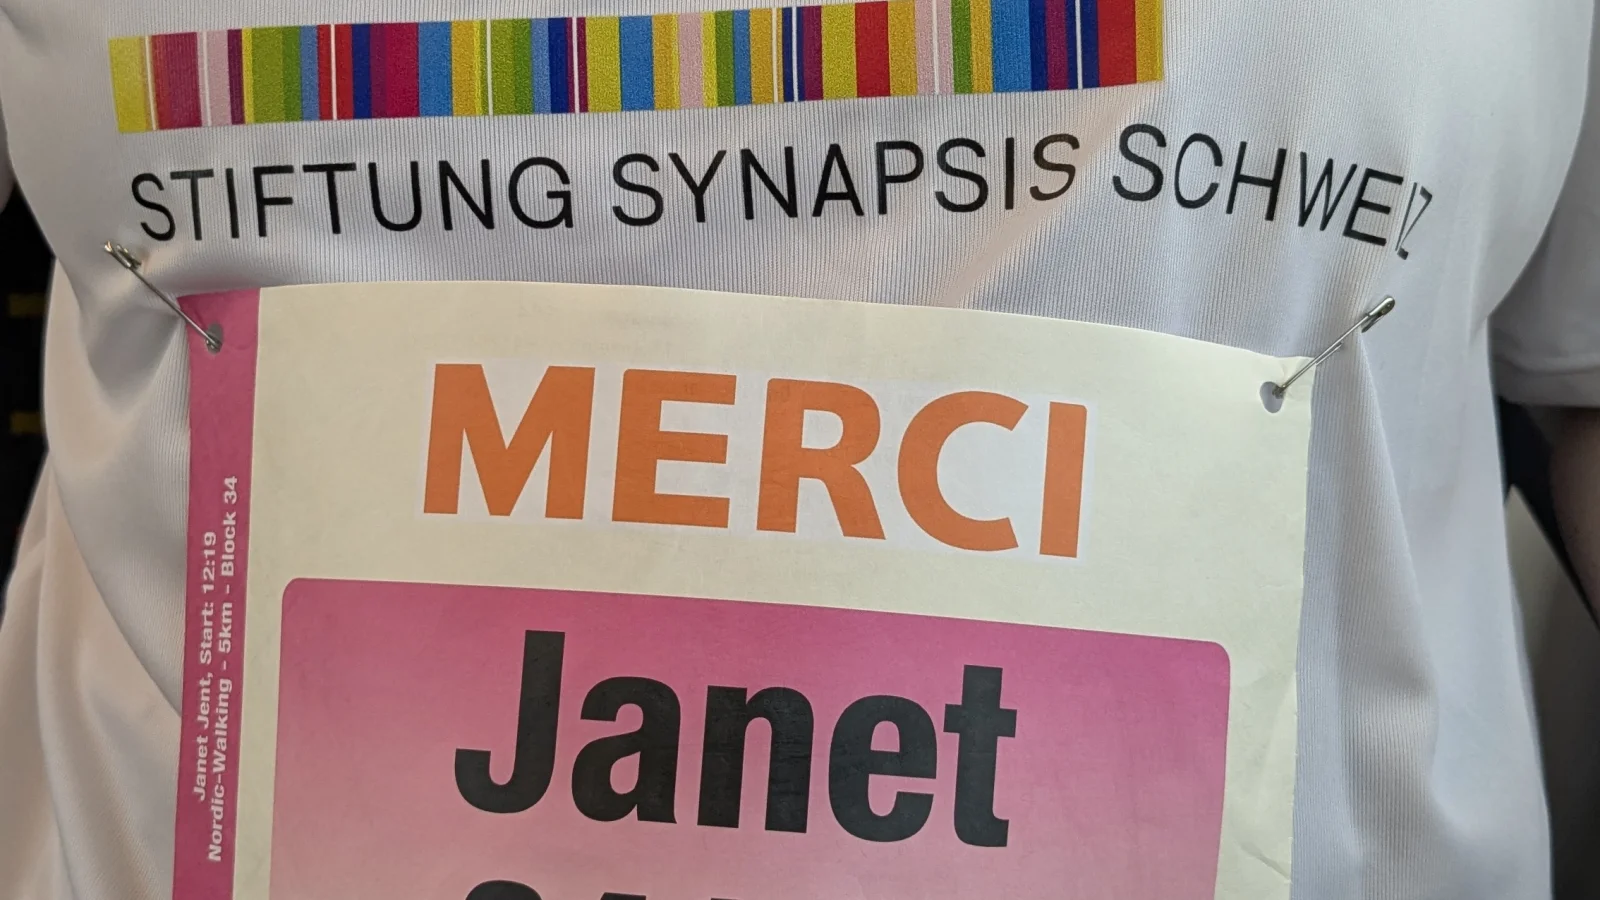 STIFTUNG SYNAPSIS SCHWEIZ
MERCI
Janet Jent, Start: 12:19
Nordic-Walking - 5km - Block 34
Janet